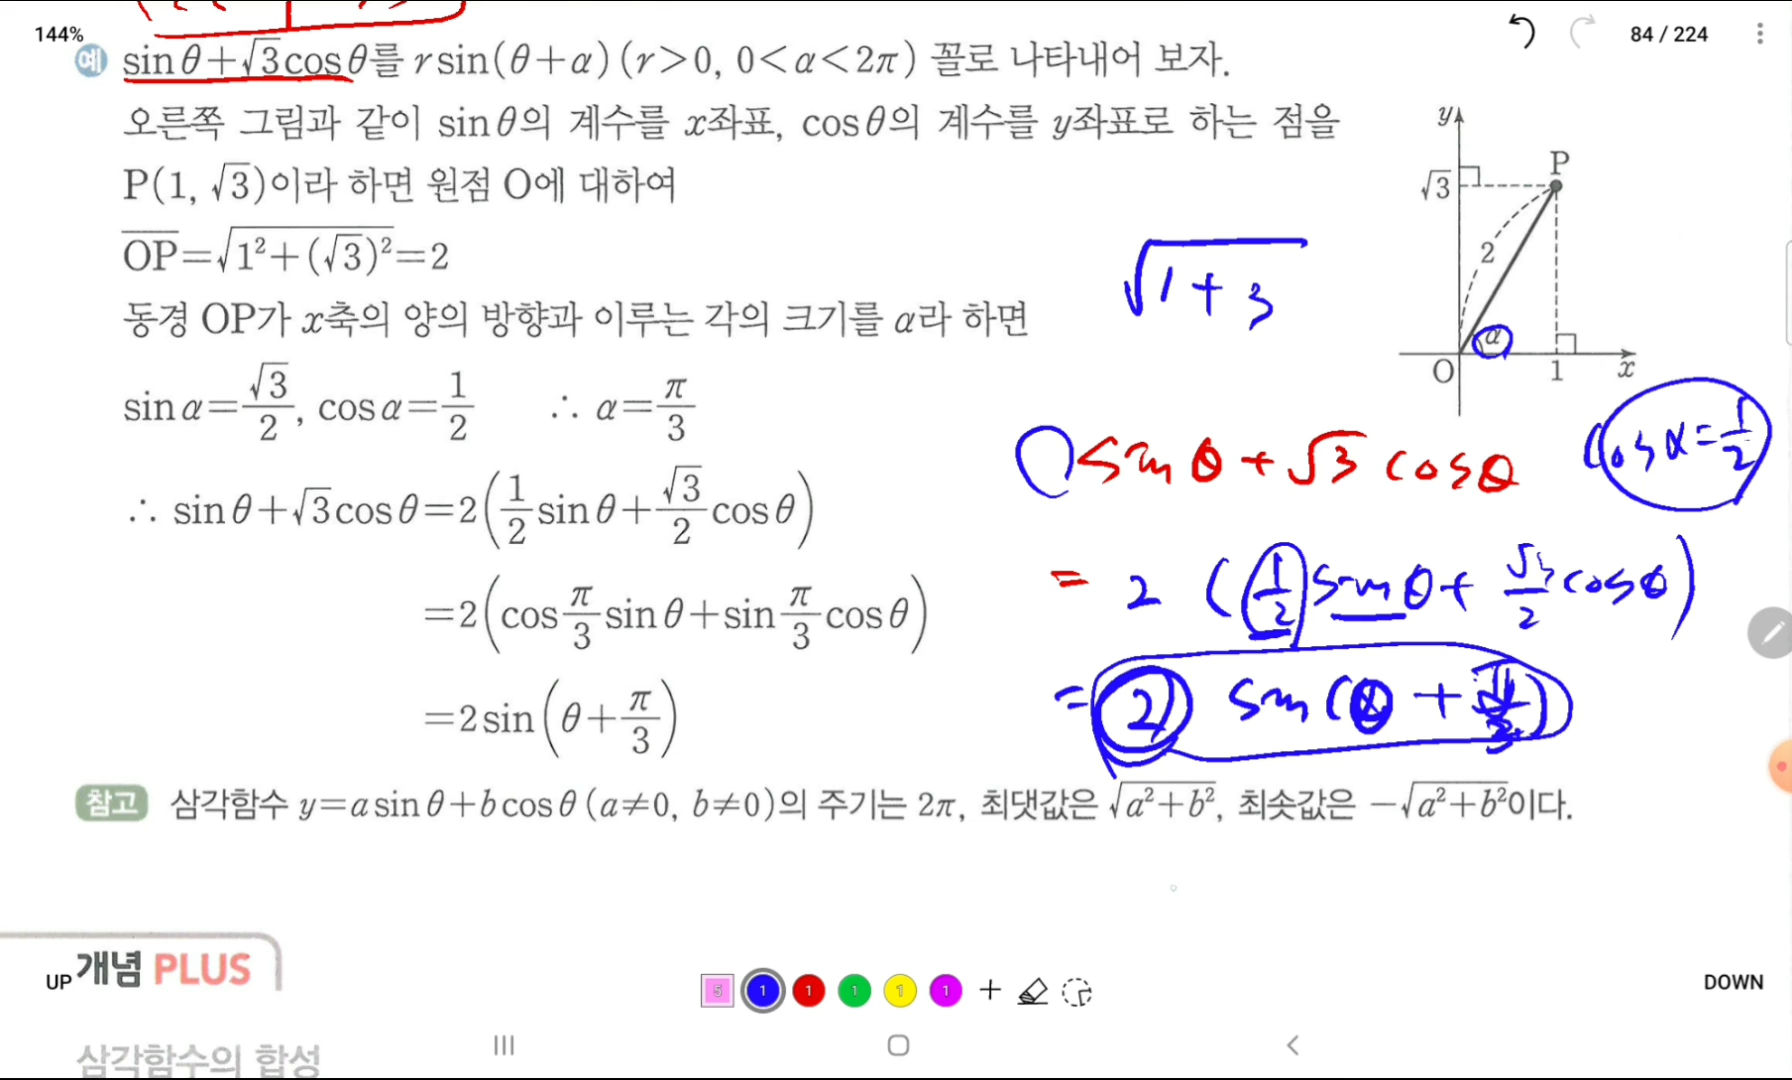 144%
84 / 224
예 sinθ+√3cosθ를 r sin(θ+α)(r>0, 0<α<2π) 꼴로 나타내어 보자.
오른쪽 그림과 같이 sinθ의 계수를 x좌표, cosθ의 계수를 y좌표로 하는 점을
P(1, √3)이라 하면 원점 O에 대하여
OP=√(1²+(√3)²)=2
동경 OP가 x축의 양의 방향과 이루는 각의 크기를 α라 하면
sinα=√3/2, cosα=1/2 ∴ α=π/3
∴ sinθ+√3cosθ=2(1/2 sinθ+√3/2 cosθ)
=2(cos π/3 sinθ+sin π/3 cosθ)
=2sin(θ+π/3)
y
√3
P
2
α
O
1
x
√1+3
sinθ+√3 cosθ
cosα=1/2
= 2 (1/2 sinθ+ √3/2 cosθ)
= 2 sin(θ+π/3)
참고 삼각함수 y=a sinθ+b cosθ (a≠0, b≠0)의 주기는 2π, 최댓값은 √(a²+b²), 최솟값은 −√(a²+b²)이다.
UP 개념 PLUS
5 1 1 1 1 1 +
DOWN
삼각함수의 합성